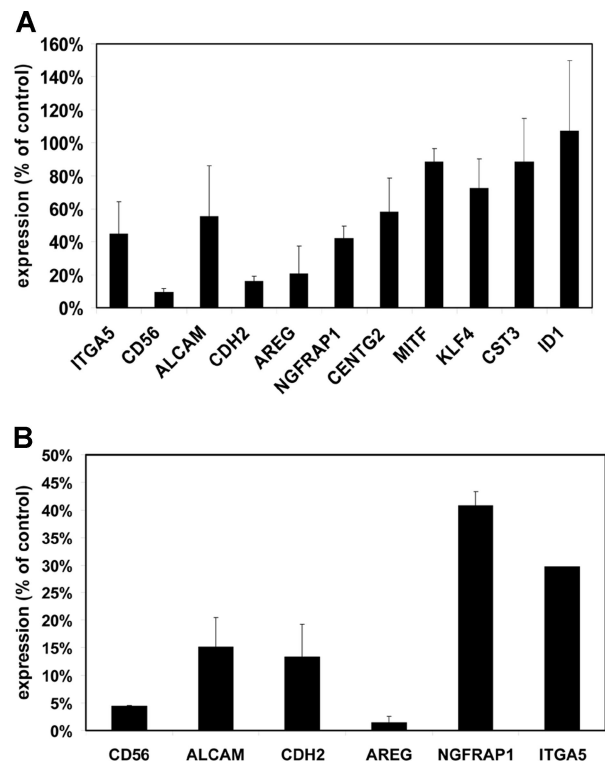 A
160%
140%
120%
100%
80%
60%
40%
20%
0%
expression (% of control)
ITGA5
CD56
ALCAM
CDH2
AREG
NGFRAP1
CENTG2
MITF
KLF4
CST3
ID1
B
50%
45%
40%
35%
30%
25%
20%
15%
10%
5%
0%
expression (% of control)
CD56 ALCAM CDH2 AREG NGFRAP1 ITGA5